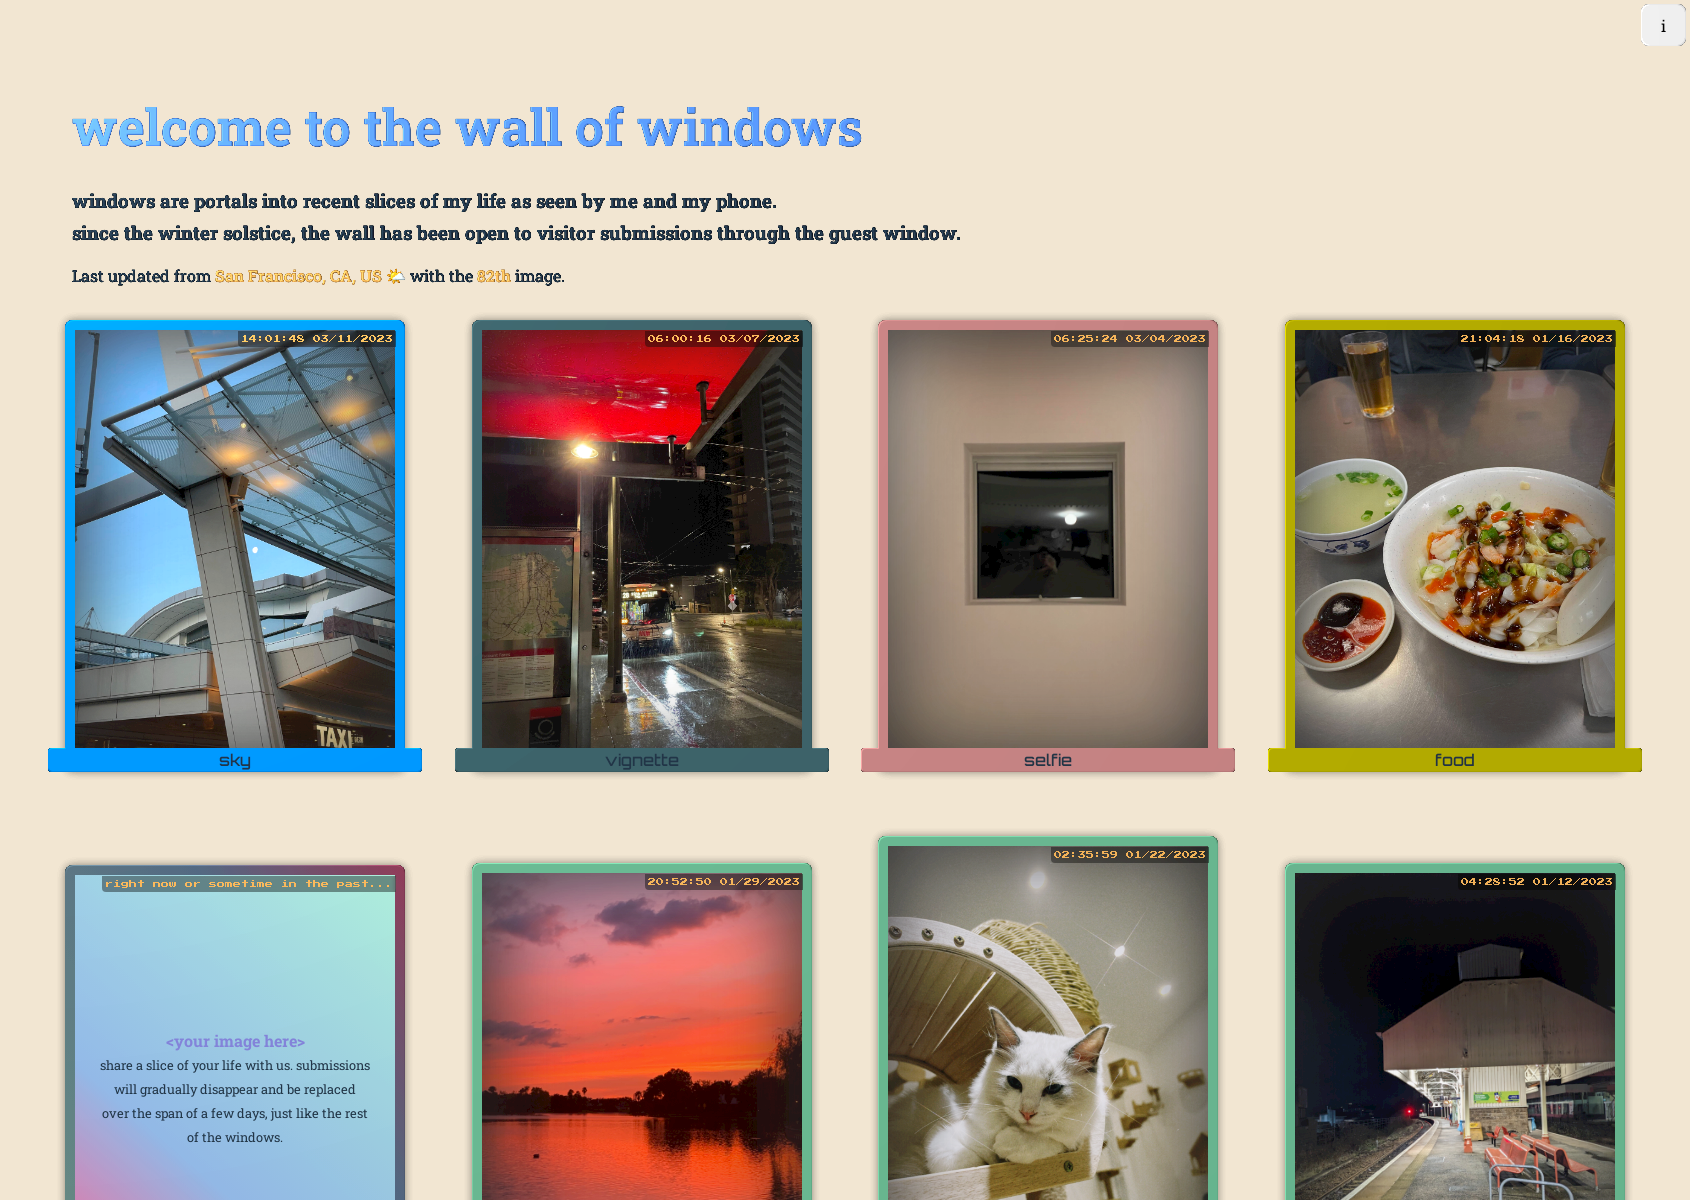 i
welcome to the wall of windows
windows are portals into recent slices of my life as seen by me and my phone.
since the winter solstice, the wall has been open to visitor submissions through the guest window.
Last updated from San Francisco, CA, US 🌤️ with the 82th image.
14:01:48 03/11/2023
TAXI
sky
06:00:16 03/07/2023
vignette
06:25:24 03/04/2023
selfie
21:04:18 01/16/2023
food
right now or sometime in the past...
<your image here>
share a slice of your life with us. submissions
will gradually disappear and be replaced
over the span of a few days, just like the rest
of the windows.
20:52:50 01/29/2023
02:35:59 01/22/2023
04:28:52 01/12/2023